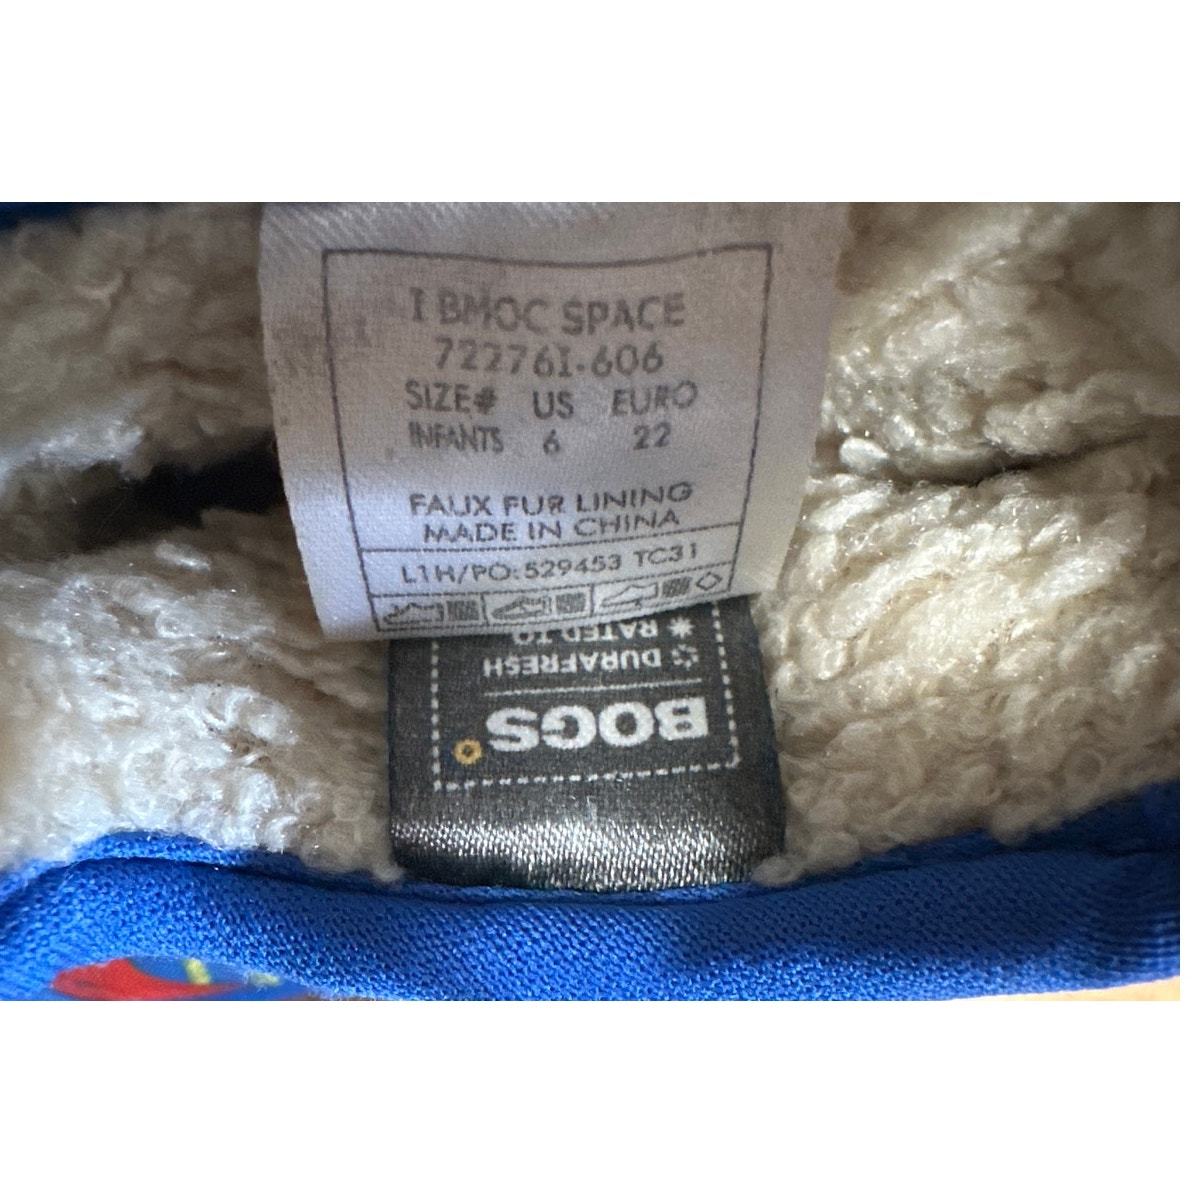 I BMOC SPACE
72276I-606
SIZE# US EURO
INFANTS 6 22
FAUX FUR LINING
MADE IN CHINA
L1H/PO:529453 TC31
BOGS
DURAFRESH
RATED TO